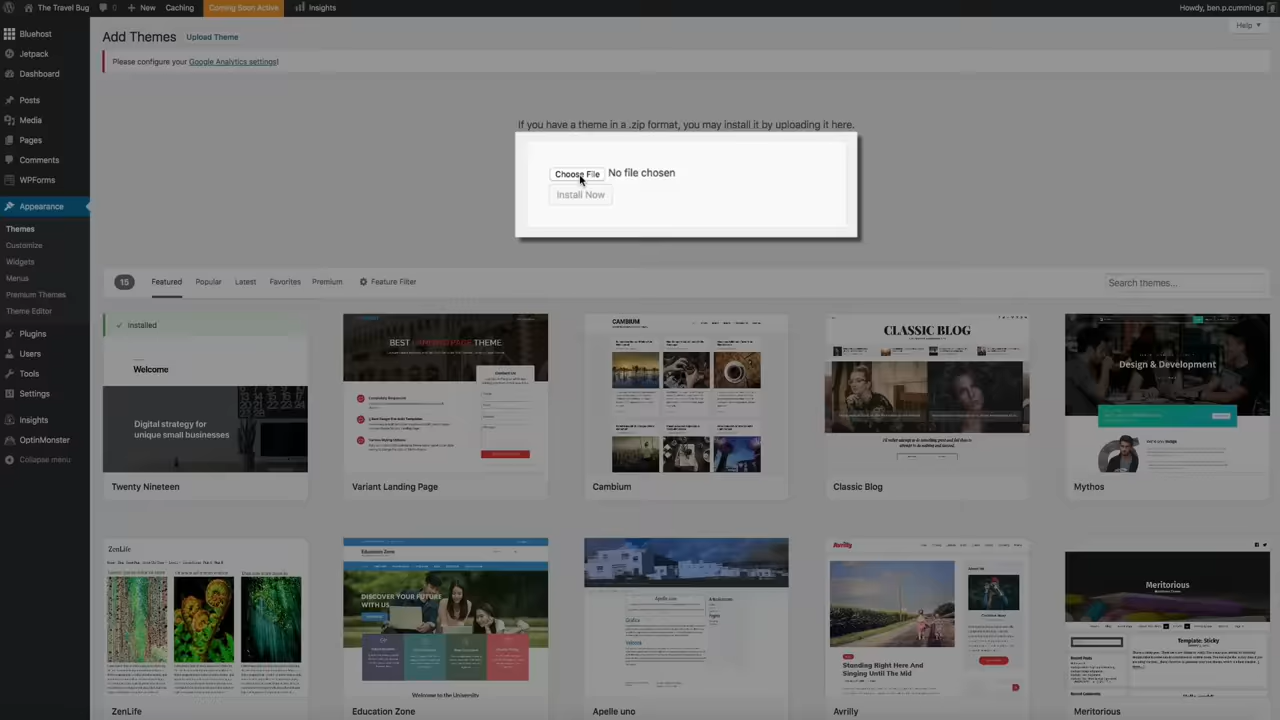 The Travel Bug
0
New
Caching
Coming Soon Active
Insights
Howdy, ben.p.cummings
Bluehost
Jetpack
Dashboard
Posts
Media
Pages
Comments
WPForms
Appearance
Themes
Customize
Widgets
Menus
Premium Themes
Theme Editor
Plugins
Users
Tools
Settings
Insights
OptinMonster
Collapse menu
Add Themes
Upload Theme
Help
Please configure your Google Analytics settings!
If you have a theme in a .zip format, you may install it by uploading it here.
Choose File No file chosen
Install Now
15
Featured
Popular
Latest
Favorites
Premium
Feature Filter
Search themes...
Installed
Welcome
Digital strategy for
unique small businesses
Twenty Nineteen
BEST LANDING PAGE THEME
Contact Us
Variant Landing Page
CAMBIUM
Cambium
CLASSIC BLOG
Classic Blog
Design & Development
Mythos
ZenLife
ZenLife
Education Zone
DISCOVER YOUR FUTURE
WITH US
Welcome to the University
Education Zone
Apelle uno
Apelle uno
Avrilly
Standing Right Here And
Singing Until The Mid
Avrilly
Meritorious
Template: Sticky
Meritorious